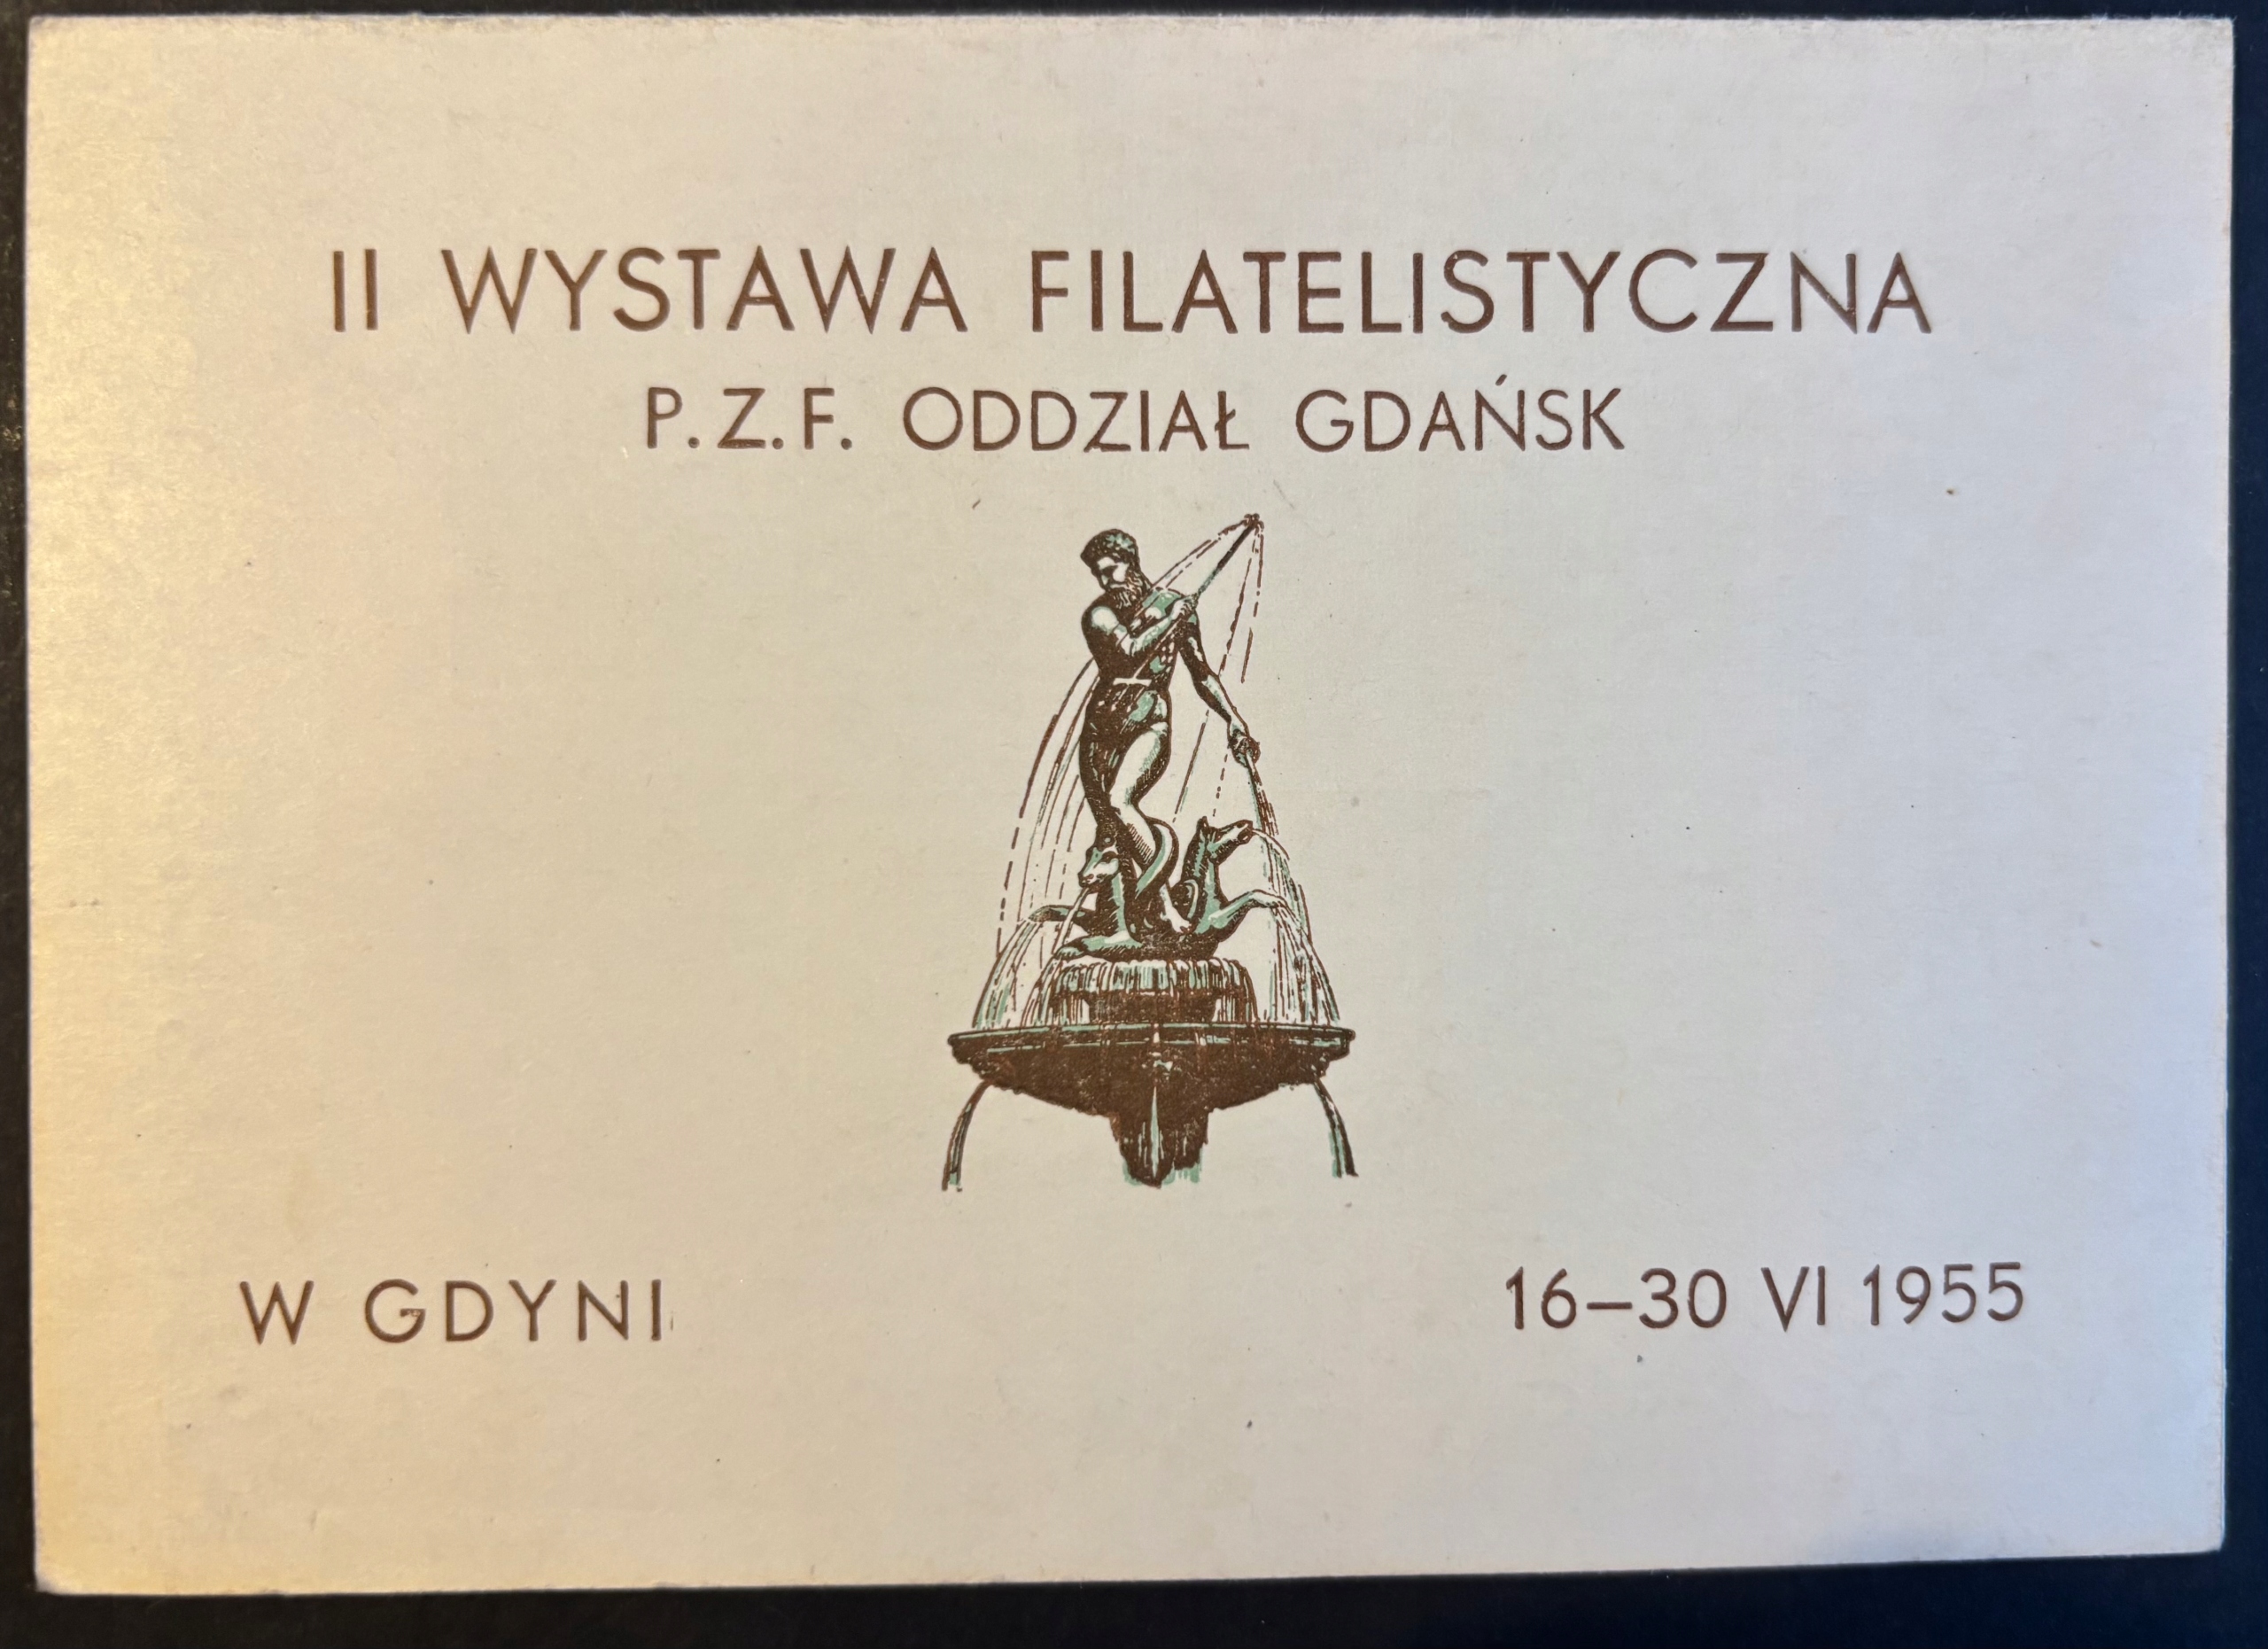 II WYSTAWA FILATELISTYCZNA
P.Z.F. ODDZIAŁ GDAŃSK
W GDYNI
16–30 VI 1955